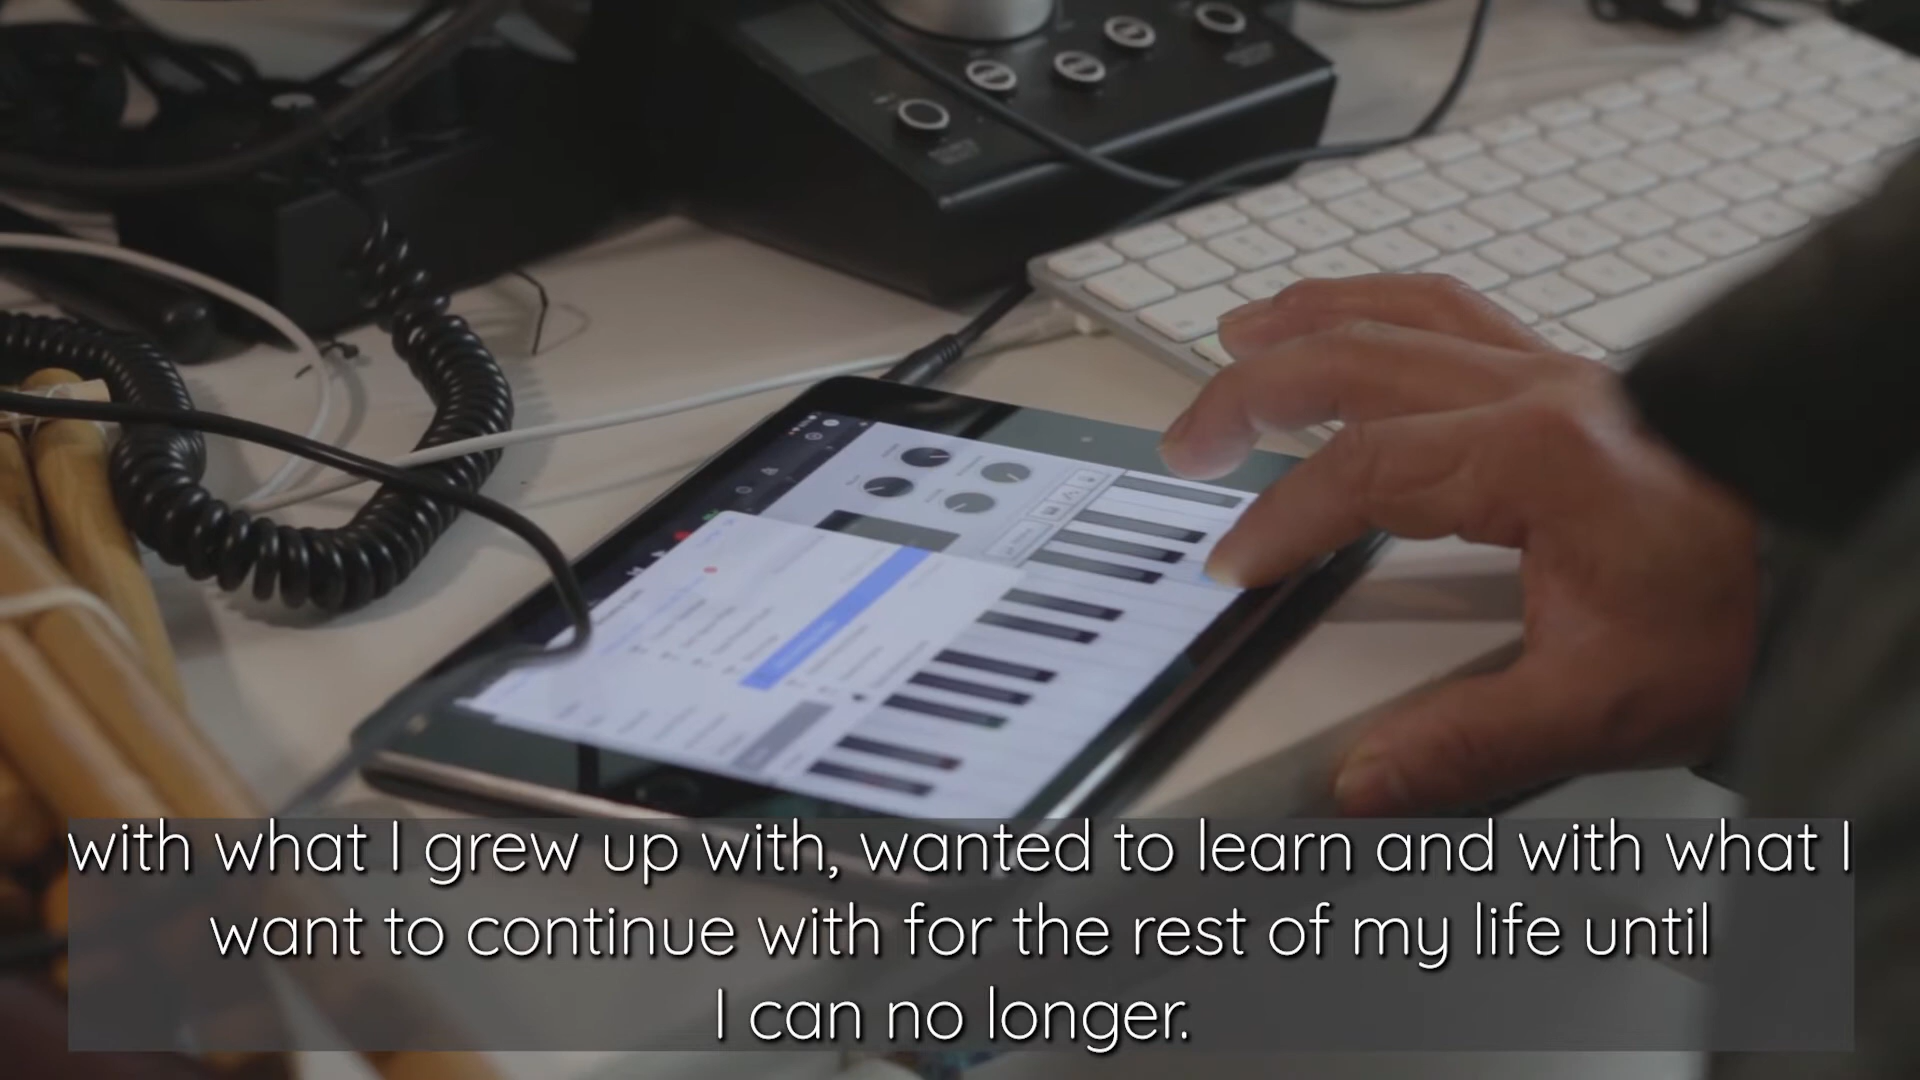 with what I grew up with, wanted to learn and with what I
want to continue with for the rest of my life until
I can no longer.